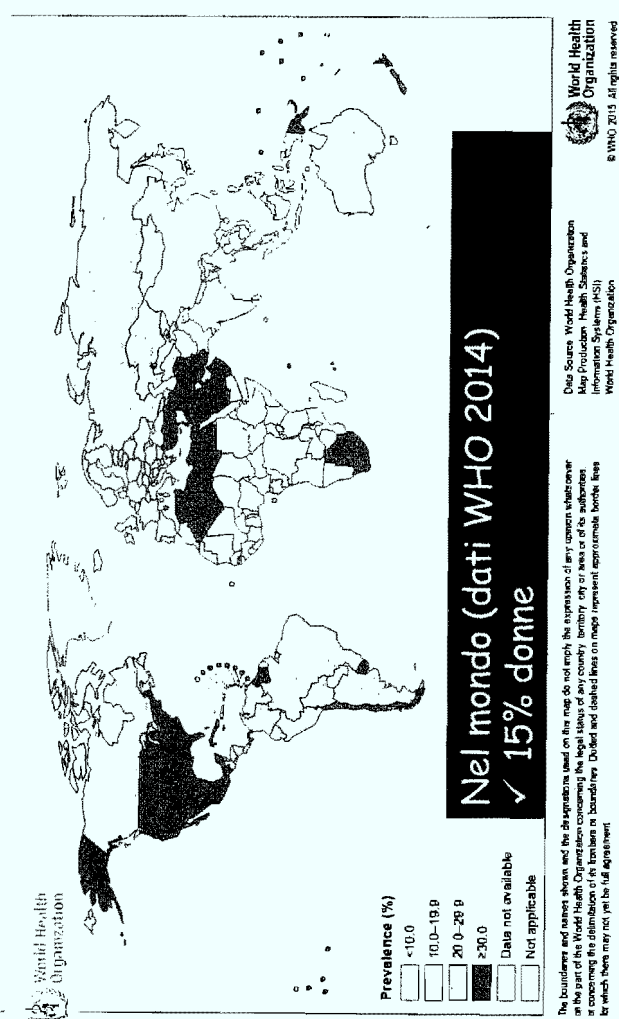 World Health
Organization
Prevalence (%)
<10.0
10.0–19.9
20.0–29.9
≥30.0
Data not available
Not applicable
Nel mondo (dati WHO 2014)
✓ 15% donne
The boundaries and names shown and the designations used on this map do not imply the expression of any opinion whatsoever
on the part of the World Health Organization concerning the legal status of any country, territory, city or area or of its authorities,
or concerning the delimitation of its frontiers or boundaries. Dotted and dashed lines on maps represent approximate border lines
for which there may not yet be full agreement
Data Source World Health Organization
Map Production Health Statistics and
Information Systems (HSI)
World Health Organization
World Health
Organization
© WHO 2015 All rights reserved